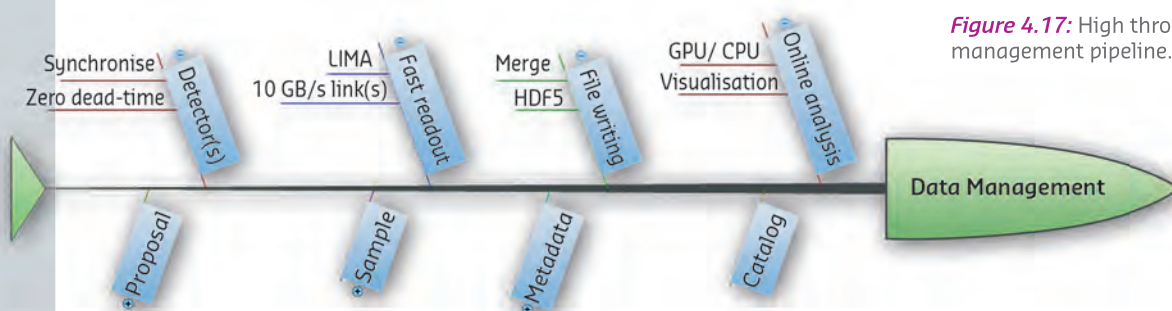 Figure 4.17: High thro
management pipeline.
Synchronise
Zero dead-time
Detector(s)
LIMA
10 GB/s link(s)
Fast readout
Merge
HDF5
File writing
GPU/ CPU
Visualisation
Online analysis
Data Management
Proposal
Sample
Metadata
Catalog